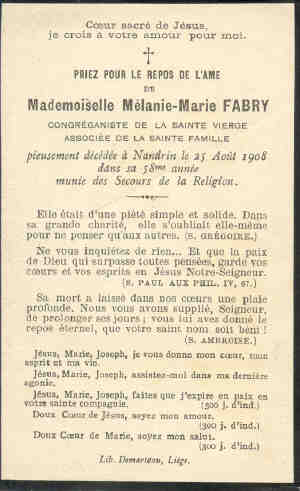 Cœur sacré de Jésus,
je crois à votre amour pour moi.
PRIEZ POUR LE REPOS DE L'AME
DE
Mademoiselle Mélanie-Marie FABRY
CONGRÉGANISTE DE LA SAINTE VIERGE
ASSOCIÉE DE LA SAINTE FAMILLE
pieusement décédée à Nandrin le 25 Août 1908
dans sa 58me année
munie des Secours de la Religion.
Elle était d'une piété simple et solide. Dans
sa grande charité, elle s'oubliait elle-même
pour ne penser qu'aux autres. (S. GRÉGOIRE.)
Ne vous inquiétez de rien... Et que la paix
de Dieu qui surpasse toutes pensées, garde vos
cœurs et vos esprits en Jésus Notre-Seigneur.
(S. PAUL AUX PHIL. IV, 67.)
Sa mort a laissé dans nos cœurs une plaie
profonde. Nous vous avons supplié, Seigneur,
de prolonger ses jours ; vous lui avez donné le
repos éternel, que votre saint nom soit béni !
(S. AMBROISE.)
Jésus, Marie, Joseph, je vous donne mon cœur, mon
esprit et ma vie.
Jésus, Marie, Joseph, assistez-moi dans ma dernière
agonie.
Jésus, Marie, Joseph, faites que j'expire en paix en
votre sainte compagnie. (300 j. d'ind.)
Doux Cœur de Jésus, soyez mon amour.
(300 j. d'ind.)
Doux Cœur de Marie, soyez mon salut.
(300 j. d'ind.)
Lib. Demarteau, Liége.